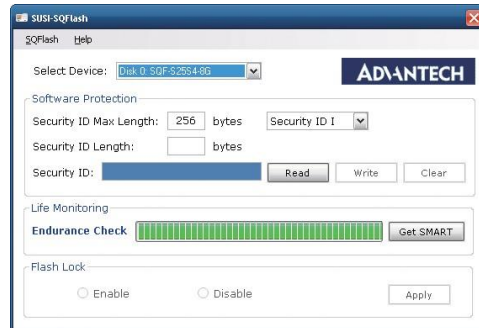 SUSI-SQFlash
SQFlash Help
Select Device: Disk 0: SQF-S25S4-8G
ADVANTECH
Software Protection
Security ID Max Length: 256 bytes Security ID I
Security ID Length: bytes
Security ID: Read Write Clear
Life Monitoring
Endurance Check Get SMART
Flash Lock
Enable Disable Apply